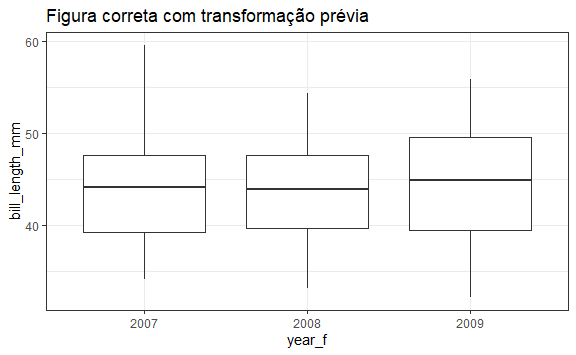 Figura correta com transformação prévia
60
50
40
bill_length_mm
2007 2008 2009
year_f